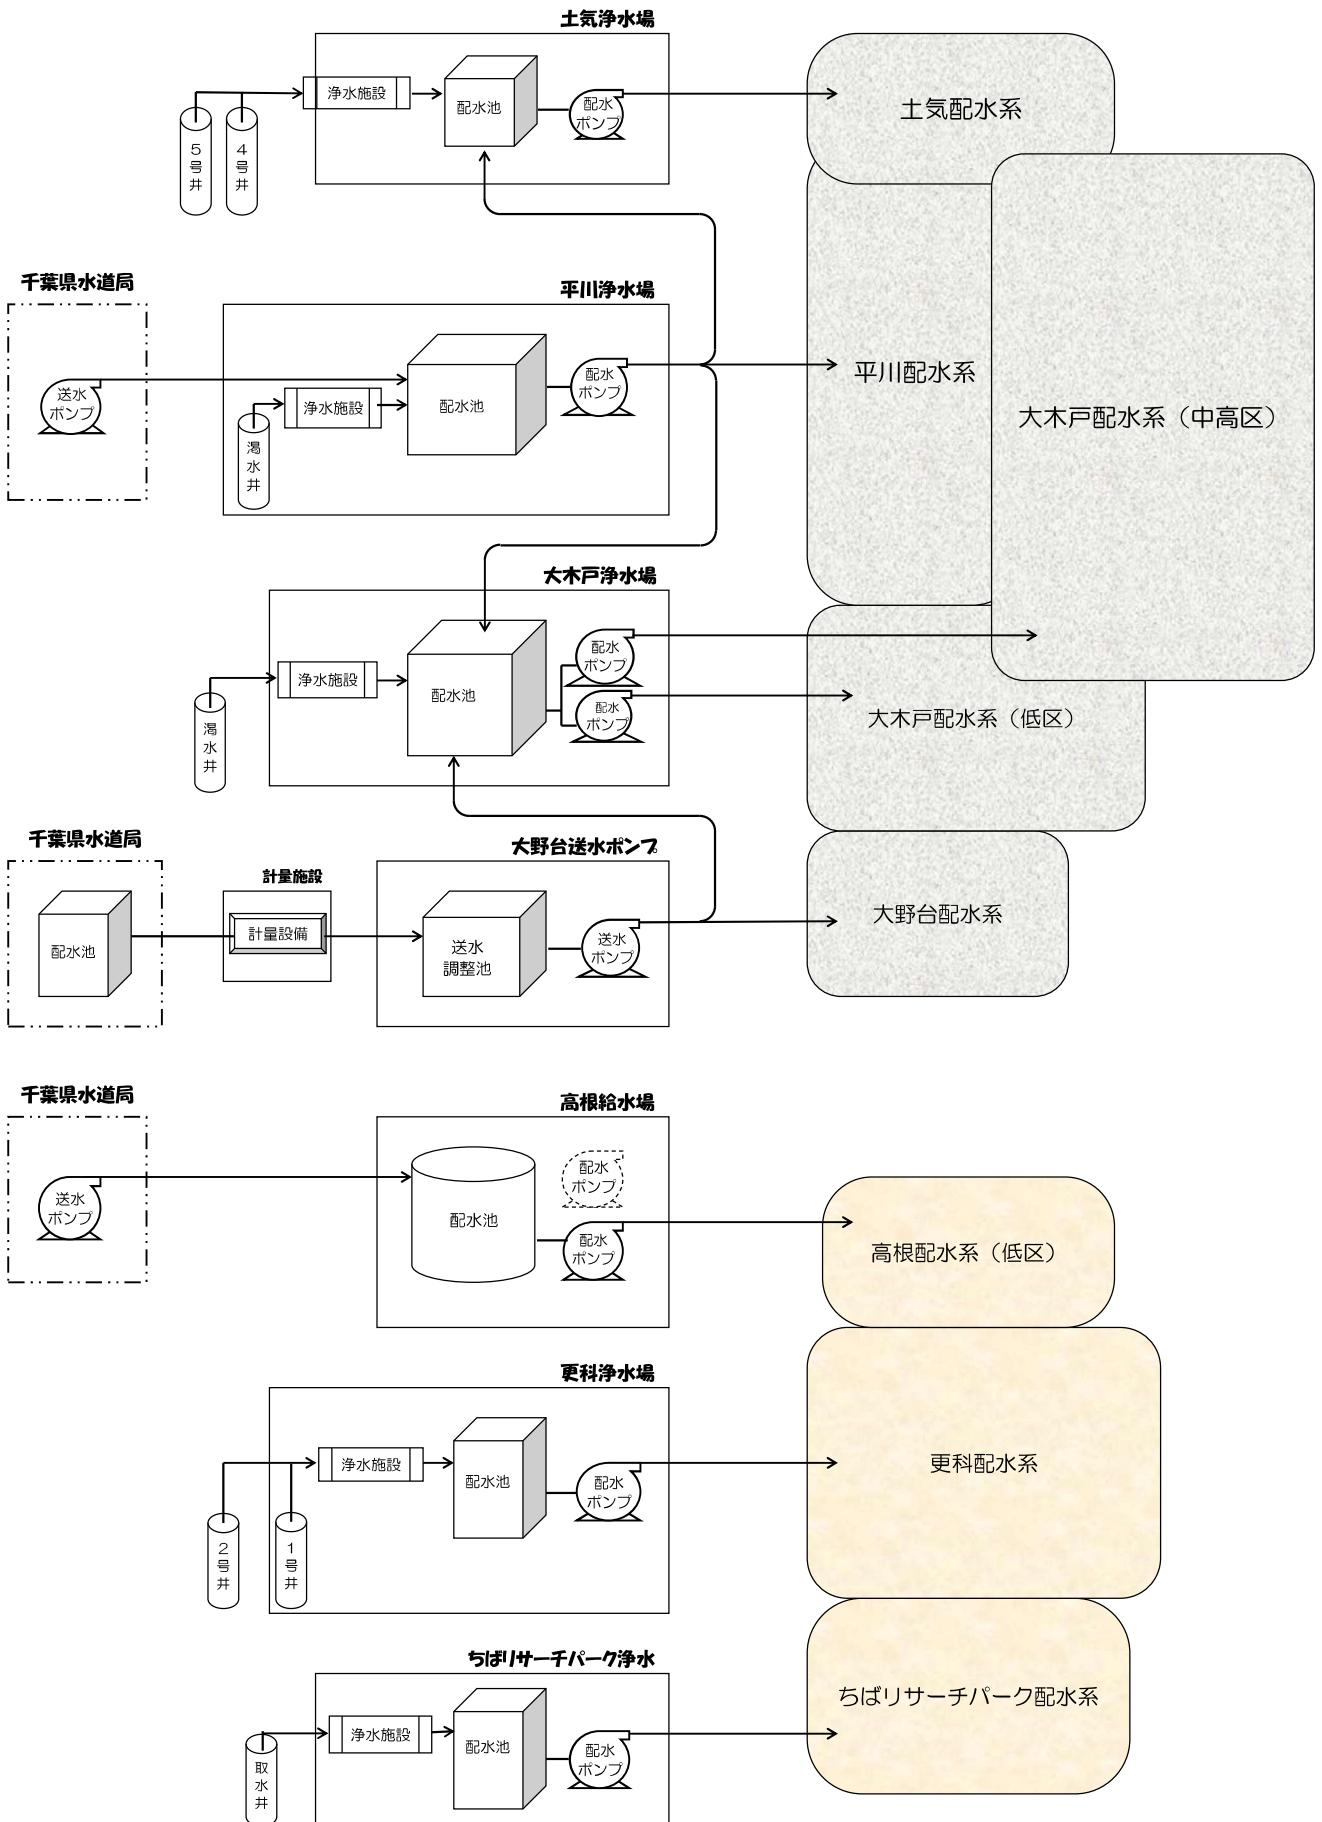 土気浄水場
浄水施設
配水池
配水
ポンプ
土気配水系
5
号
井
4
号
井
千葉県水道局
送水
ポンプ
平川浄水場
浄水施設
渇
水
井
配水池
配水
ポンプ
平川配水系
大木戸配水系（中高区）
大木戸浄水場
浄水施設
渇
水
井
配水池
配水
ポンプ
配水
ポンプ
大木戸配水系（低区）
千葉県水道局
配水池
計量施設
計量設備
大野台送水ポンプ
送水
調整池
送水
ポンプ
大野台配水系
千葉県水道局
送水
ポンプ
高根給水場
配水池
配水
ポンプ
配水
ポンプ
高根配水系（低区）
更科浄水場
浄水施設
2
号
井
1
号
井
配水池
配水
ポンプ
更科配水系
ちばリサーチパーク浄水
浄水施設
取
水
井
配水池
配水
ポンプ
ちばリサーチパーク配水系